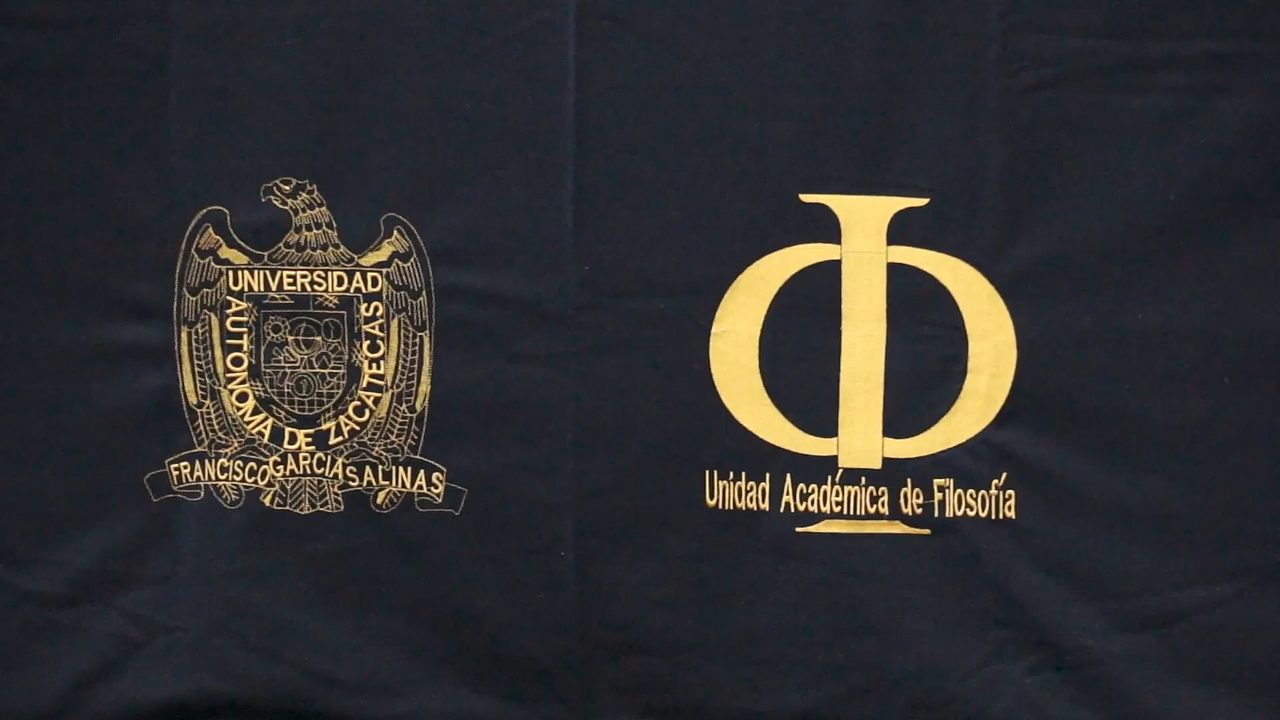 UNIVERSIDAD
AUTONOMA DE ZACATECAS
FRANCISCO GARCIA SALINAS
Φ
Unidad Académica de Filosofía